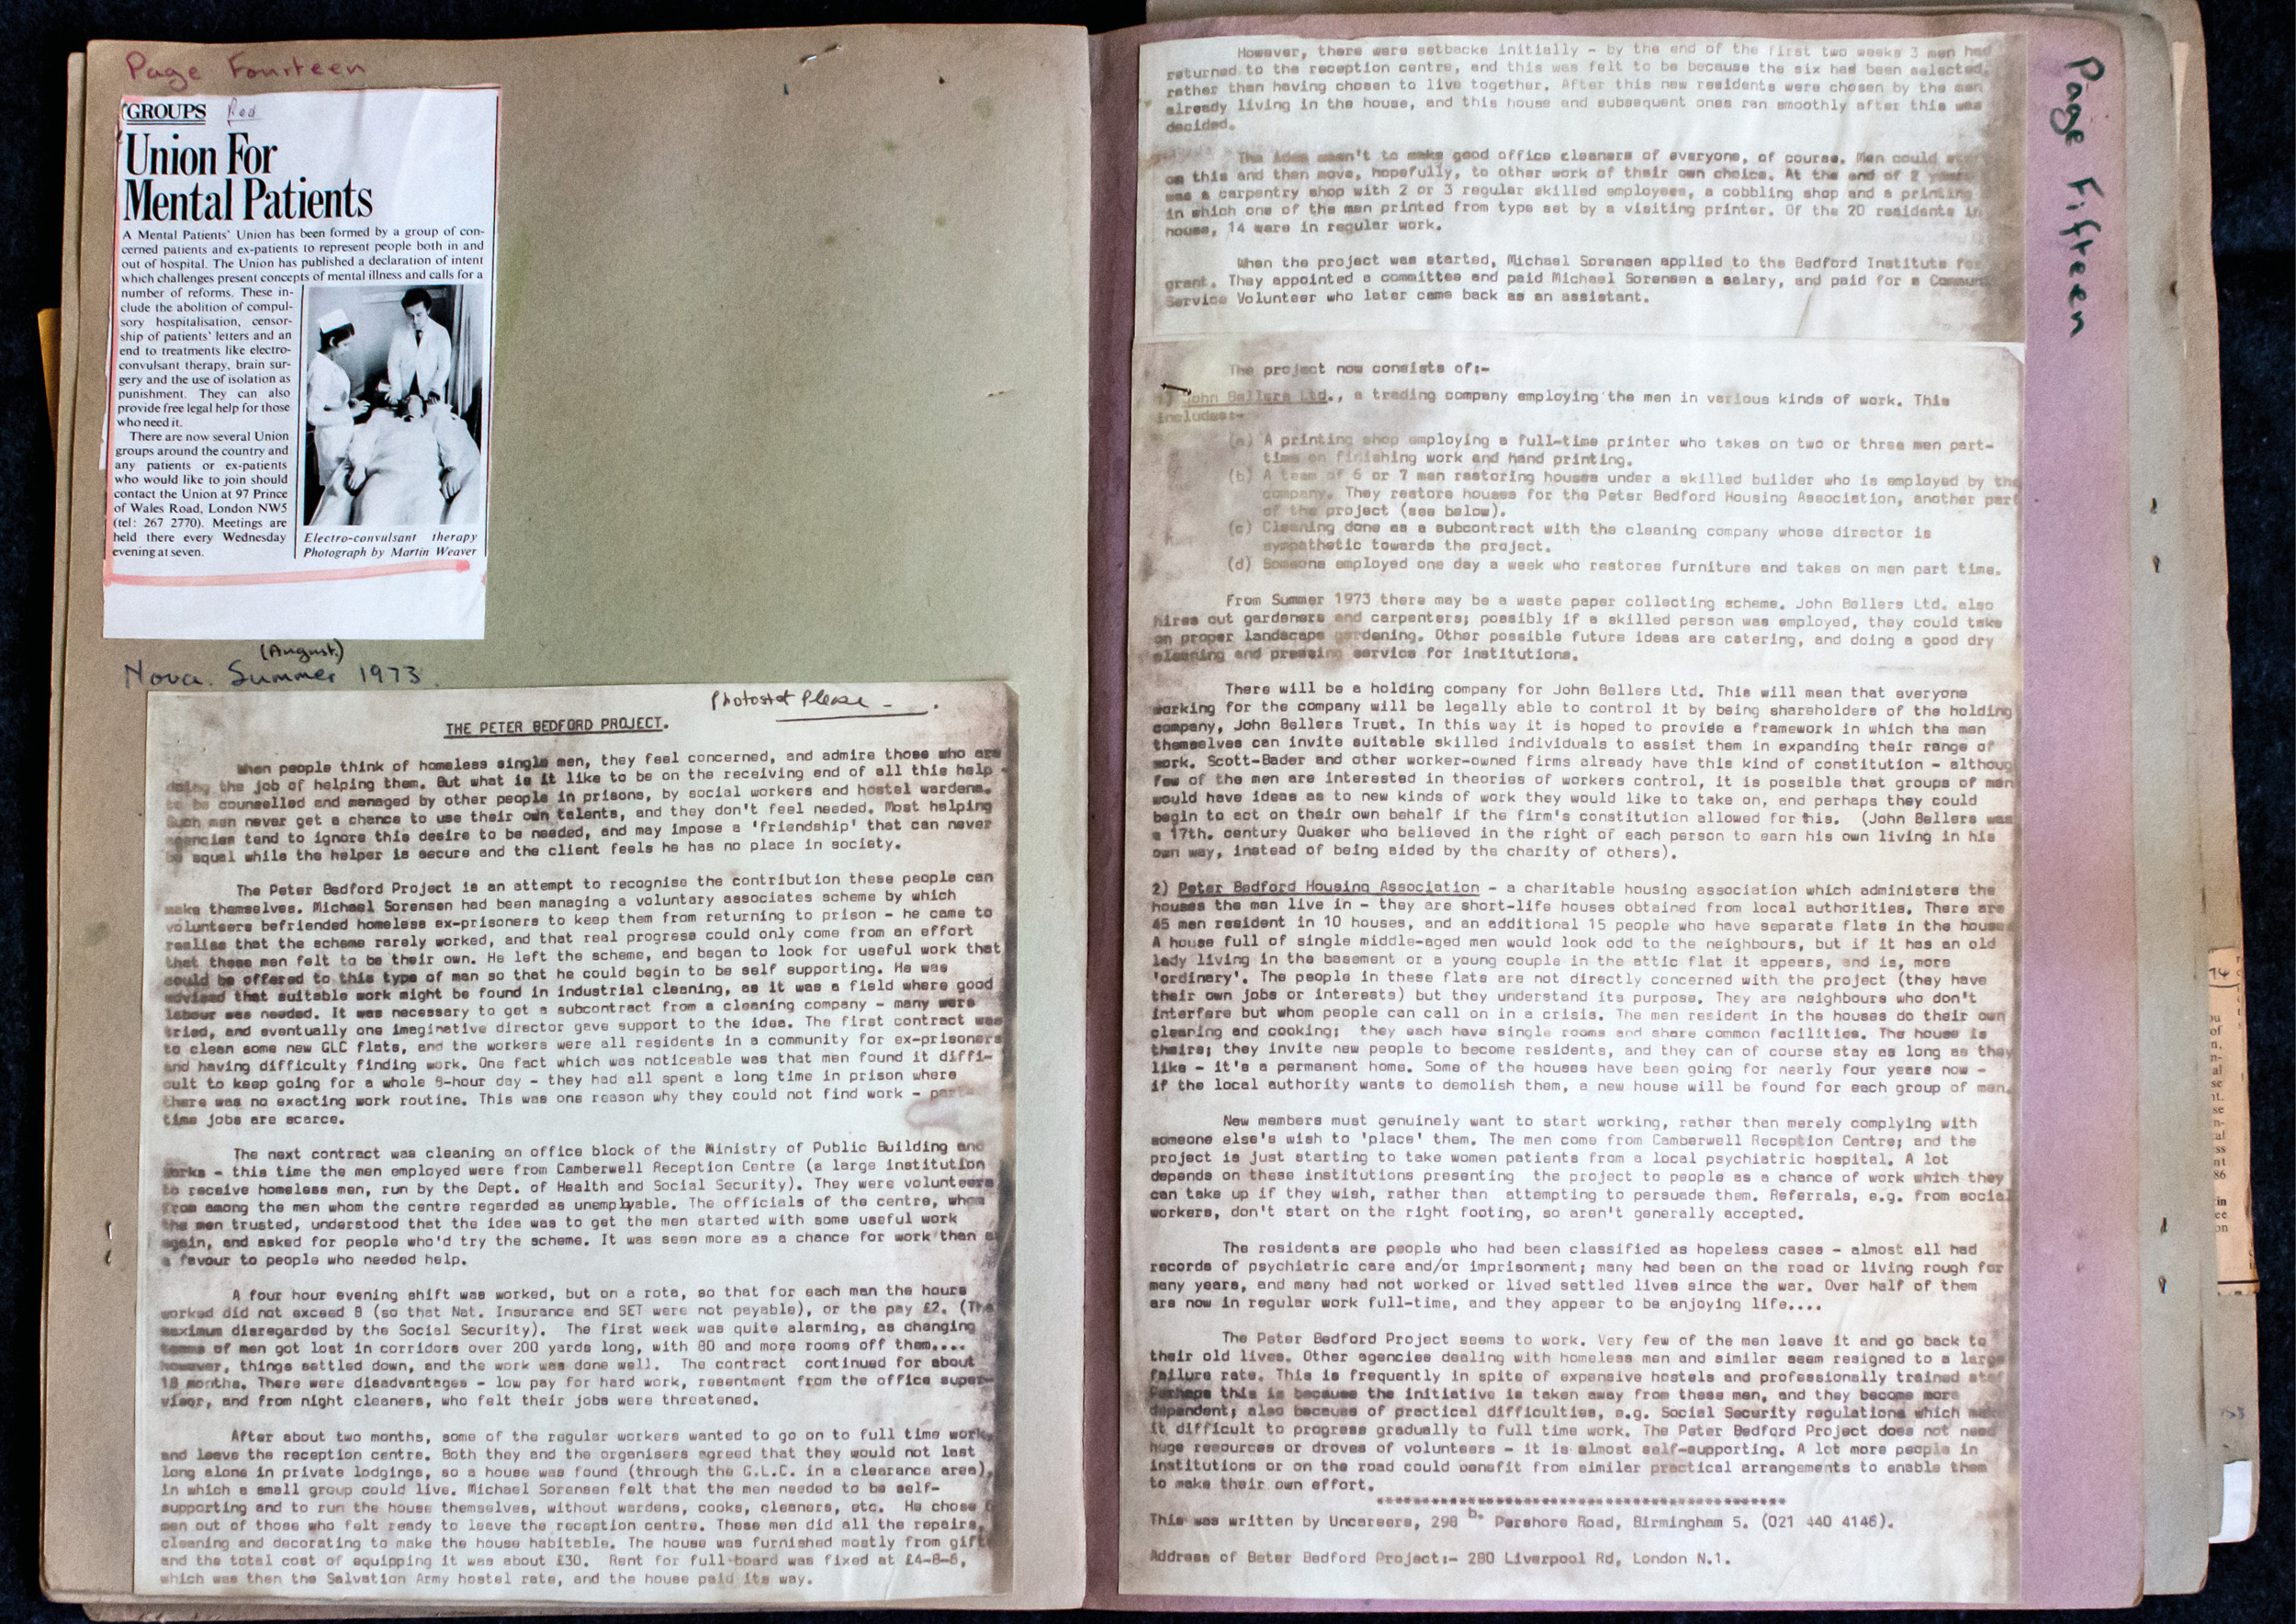 Page Fourteen
GROUPS Red
Union For
Mental Patients
A Mental Patients' Union has been formed by a group of con-
cerned patients and ex-patients to represent people both in and
out of hospital. The Union has published a declaration of intent
which challenges present concepts of mental illness and calls for a
number of reforms. These in-
clude the abolition of compul-
sory hospitalisation, censor-
ship of patients' letters and an
end to treatments like electro-
convulsant therapy, brain sur-
gery and the use of isolation as
punishment. They can also
provide free legal help for those
who need it.
There are now several Union
groups around the country and
any patients or ex-patients
who would like to join should
contact the Union at 97 Prince
of Wales Road, London NW5
(tel: 267 2770). Meetings are
held there every Wednesday
evening at seven.
Electro-convulsant therapy
Photograph by Martin Weaver
(August)
Nova. Summer 1973.
Photostat Please - .
THE PETER BEDFORD PROJECT.
When people think of homeless single men, they feel concerned, and admire those who are
doing the job of helping them. But what is it like to be on the receiving end of all this help -
to be counselled and managed by other people in prisons, by social workers and hostel wardens.
Such men never get a chance to use their own talents, and they don't feel needed. Most helping
agencies tend to ignore this desire to be needed, and may impose a 'friendship' that can never
be equal while the helper is secure and the client feels he has no place in society.
The Peter Bedford Project is an attempt to recognise the contribution these people can
make themselves. Michael Sorensen had been managing a voluntary associates scheme by which
volunteers befriended homeless ex-prisoners to keep them from returning to prison - he came to
realise that the scheme rarely worked, and that real progress could only come from an effort
that these men felt to be their own. He left the scheme, and began to look for useful work that
could be offered to this type of man so that he could begin to be self supporting. He was
advised that suitable work might be found in industrial cleaning, as it was a field where good
labour was needed. It was necessary to get a subcontract from a cleaning company - many were
tried, and eventually one imaginative director gave support to the idea. The first contract was
to clean some new GLC flats, and the workers were all residents in a community for ex-prisoners
and having difficulty finding work. One fact which was noticeable was that men found it diffi-
cult to keep going for a whole 8-hour day - they had all spent a long time in prison where
there was no exacting work routine. This was one reason why they could not find work - part-
time jobs are scarce.
The next contract was cleaning an office block of the Ministry of Public Building and
Works - this time the men employed were from Camberwell Reception Centre (a large institution
to receive homeless men, run by the Dept. of Health and Social Security). They were volunteers
from among the men whom the centre regarded as unemplyable. The officials of the centre, whom
the men trusted, understood that the idea was to get the men started with some useful work
again, and asked for people who'd try the scheme. It was seen more as a chance for work than as
a favour to people who needed help.
A four hour evening shift was worked, but on a rota, so that for each man the hours
worked did not exceed 8 (so that Nat. Insurance and SET were not payable), or the pay £2. (The
maximum disregarded by the Social Security). The first week was quite alarming, as changing
teams of men got lost in corridors over 200 yards long, with 80 and more rooms off them....
however, things settled down, and the work was done well. The contract continued for about
18 months. There were disadvantages - low pay for hard work, resentment from the office super-
visor, and from night cleaners, who felt their jobs were threatened.
After about two months, some of the regular workers wanted to go on to full time work,
and leave the reception centre. Both they and the organisers agreed that they would not last
long alone in private lodgings, so a house was found (through the G.L.C. in a clearance area),
in which a small group could live. Michael Sorensen felt that the men needed to be self-
supporting and to run the house themselves, without wardens, cooks, cleaners, etc. He chose 6
men out of those who felt ready to leave the reception centre. These men did all the repairs,
cleaning and decorating to make the house habitable. The house was furnished mostly from gifts
and the total cost of equipping it was about £30. Rent for full-board was fixed at £4-8-6,
which was then the Salvation Army hostel rate, and the house paid its way.
Page Fifteen
However, there were setbacks initially - by the end of the first two weeks 3 men had
returned to the reception centre, and this was felt to be because the six had been selected,
rather than having chosen to live together. After this new residents were chosen by the men
already living in the house, and this house and subsequent ones ran smoothly after this was
decided.
The idea wasn't to make good office cleaners of everyone, of course. Men could
on this and then move, hopefully, to other work of their own choice. At the end of 2 years
was a carpentry shop with 2 or 3 regular skilled employees, a cobbling shop and a printing
in which one of the men printed from type set by a visiting printer. Of the 20 residents in
house, 14 were in regular work.
When the project was started, Michael Sorensen applied to the Bedford Institute for
grant. They appointed a committee and paid Michael Sorensen a salary, and paid for a Commun
Service Volunteer who later came back as an assistant.
The project now consists of:-
1) John Bellers Ltd., a trading company employing the men in various kinds of work. This
includes:-
(a) A printing shop employing a full-time printer who takes on two or three men part-
time on finishing work and hand printing.
(b) A team of 6 or 7 men restoring houses under a skilled builder who is employed by the
company. They restore houses for the Peter Bedford Housing Association, another part
of the project (see below).
(c) Cleaning done as a subcontract with the cleaning company whose director is
sympathetic towards the project.
(d) Someone employed one day a week who restores furniture and takes on men part time.
From Summer 1973 there may be a waste paper collecting scheme. John Bellers Ltd. also
hires out gardeners and carpenters; possibly if a skilled person was employed, they could take
on proper landscape gardening. Other possible future ideas are catering, and doing a good dry
cleaning and pressing service for institutions.
There will be a holding company for John Bellers Ltd. This will mean that everyone
working for the company will be legally able to control it by being shareholders of the holding
company, John Bellers Trust. In this way it is hoped to provide a framework in which the men
themselves can invite suitable skilled individuals to assist them in expanding their range of
work. Scott-Bader and other worker-owned firms already have this kind of constitution - althoug
few of the men are interested in theories of workers control, it is possible that groups of men
would have ideas as to new kinds of work they would like to take on, and perhaps they could
begin to act on their own behalf if the firm's constitution allowed for this. (John Bellers was
a 17th. century Quaker who believed in the right of each person to earn his own living in his
own way, instead of being aided by the charity of others).
2) Peter Bedford Housing Association - a charitable housing association which administers the
houses the men live in - they are short-life houses obtained from local authorities. There are
45 men resident in 10 houses, and an additional 15 people who have separate flats in the houses
A house full of single middle-aged men would look odd to the neighbours, but if it has an old
lady living in the basement or a young couple in the attic flat it appears, and is, more
'ordinary'. The people in these flats are not directly concerned with the project (they have
their own jobs or interests) but they understand its purpose. They are neighbours who don't
interfere but whom people can call on in a crisis. The men resident in the houses do their own
cleaning and cooking; they each have single rooms and share common facilities. The house is
theirs; they invite new people to become residents, and they can of course stay as long as they
like - it's a permanent home. Some of the houses have been going for nearly four years now -
if the local authority wants to demolish them, a new house will be found for each group of men.
New members must genuinely want to start working, rather than merely complying with
someone else's wish to 'place' them. The men come from Camberwell Reception Centre; and the
project is just starting to take women patients from a local psychiatric hospital. A lot
depends on these institutions presenting the project to people as a chance of work which they
can take up if they wish, rather than attempting to persuade them. Referrals, e.g. from social
workers, don't start on the right footing, so aren't generally accepted.
The residents are people who had been classified as hopeless cases - almost all had
records of psychiatric care and/or imprisonment; many had been on the road or living rough for
many years, and many had not worked or lived settled lives since the war. Over half of them
are now in regular work full-time, and they appear to be enjoying life....
The Peter Bedford Project seems to work. Very few of the men leave it and go back to
their old lives. Other agencies dealing with homeless men and similar seem resigned to a large
failure rate. This is frequently in spite of expensive hostels and professionally trained staf
Perhaps this is because the initiative is taken away from these men, and they become more
dependent; also because of practical difficulties, e.g. Social Security regulations which make
it difficult to progress gradually to full time work. The Peter Bedford Project does not need
huge resources or droves of volunteers - it is almost self-supporting. A lot more people in
institutions or on the road could benefit from similar practical arrangements to enable them
to make their own effort.
This was written by Uncareers, 298 b. Pershore Road, Birmingham 5. (021 440 4146).
Address of Beter Bedford Project:- 280 Liverpool Rd, London N.1.